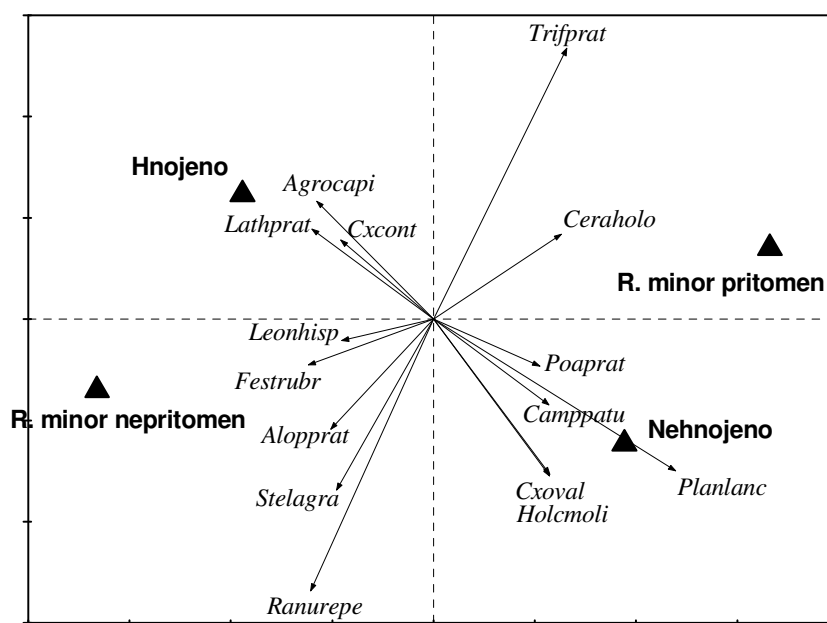 Trifprat
Hnojeno
Agrocapi
Lathprat
Cxcont
Ceraholo
R. minor pritomen
Leonhisp
Festrubr
Poaprat
R. minor nepritomen
Camppatu
Alopprat
Nehnojeno
Stelagra
Cxoval
Planlanc
Holcmoli
Ranurepe